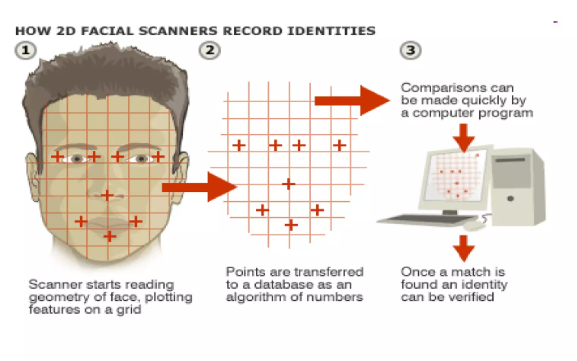 HOW 2D FACIAL SCANNERS RECORD IDENTITIES
1
2
3
Scanner starts reading
geometry of face, plotting
features on a grid
Points are transferred
to a database as an
algorithm of numbers
Comparisons can
be made quickly by
a computer program
Once a match is
found an identity
can be verified